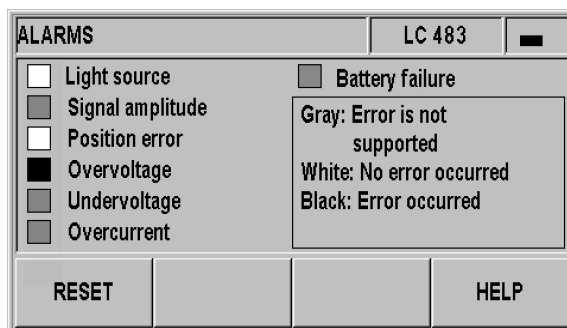 ALARMS
LC 483
Light source
Signal amplitude
Position error
Overvoltage
Undervoltage
Overcurrent
Battery failure
Gray: Error is not
supported
White: No error occurred
Black: Error occurred
RESET
HELP